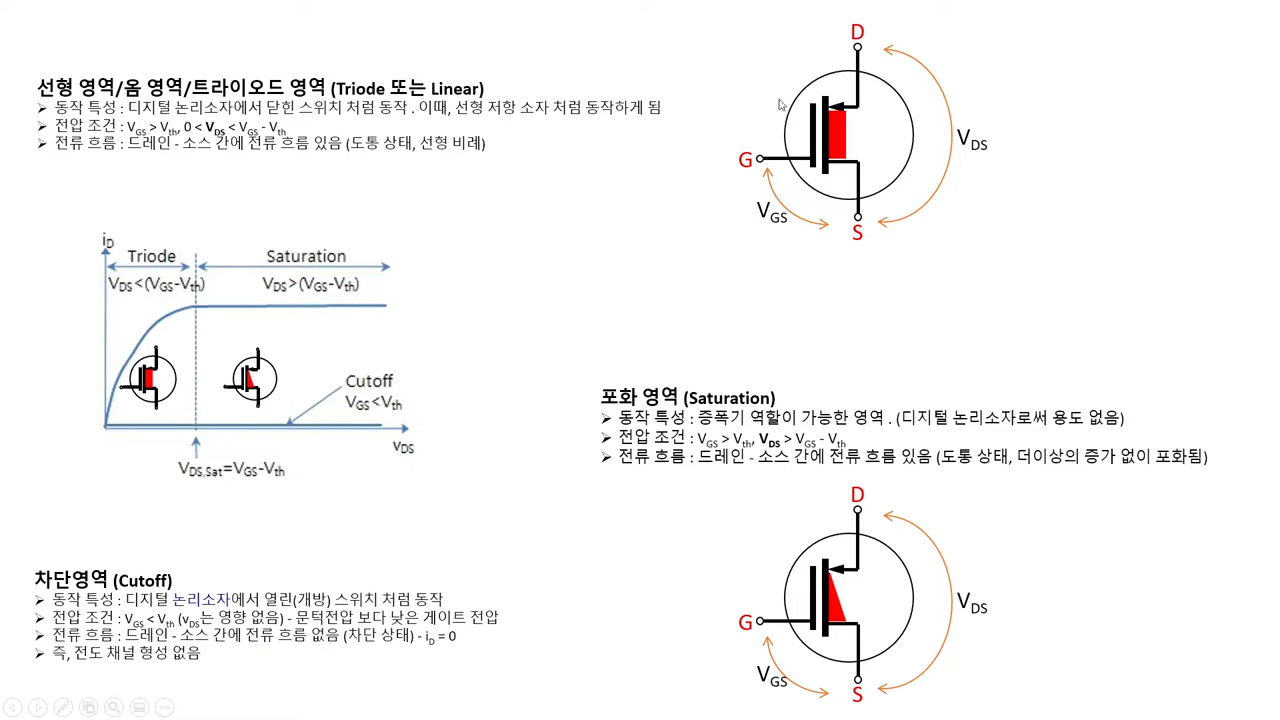 선형 영역/옴 영역/트라이오드 영역 (Triode 또는 Linear)
➢ 동작 특성 : 디지털 논리소자에서 닫힌 스위치 처럼 동작 . 이때, 선형 저항 소자 처럼 동작하게 됨
➢ 전압 조건 : VGS > Vth, 0 < VDS < VGS - Vth
➢ 전류 흐름 : 드레인 - 소스 간에 전류 흐름 있음 (도통 상태, 선형 비례)
D
G
VDS
VGS
S
iD
Triode
Saturation
VDS<(VGS-Vth)
VDS>(VGS-Vth)
Cutoff
VGS<Vth
vDS
VDS,sat=VGS-Vth
포화 영역 (Saturation)
➢ 동작 특성 : 증폭기 역할이 가능한 영역 . (디지털 논리소자로써 용도 없음)
➢ 전압 조건 : VGS > Vth, VDS > VGS - Vth
➢ 전류 흐름 : 드레인 - 소스 간에 전류 흐름 있음 (도통 상태, 더이상의 증가 없이 포화됨)
D
G
VDS
VGS
S
차단영역 (Cutoff)
➢ 동작 특성 : 디지털 논리소자에서 열린(개방) 스위치 처럼 동작
➢ 전압 조건 : VGS < Vth (vDS는 영향 없음) - 문턱전압 보다 낮은 게이트 전압
➢ 전류 흐름 : 드레인 - 소스 간에 전류 흐름 없음 (차단 상태) - iD = 0
➢ 즉, 전도 채널 형성 없음